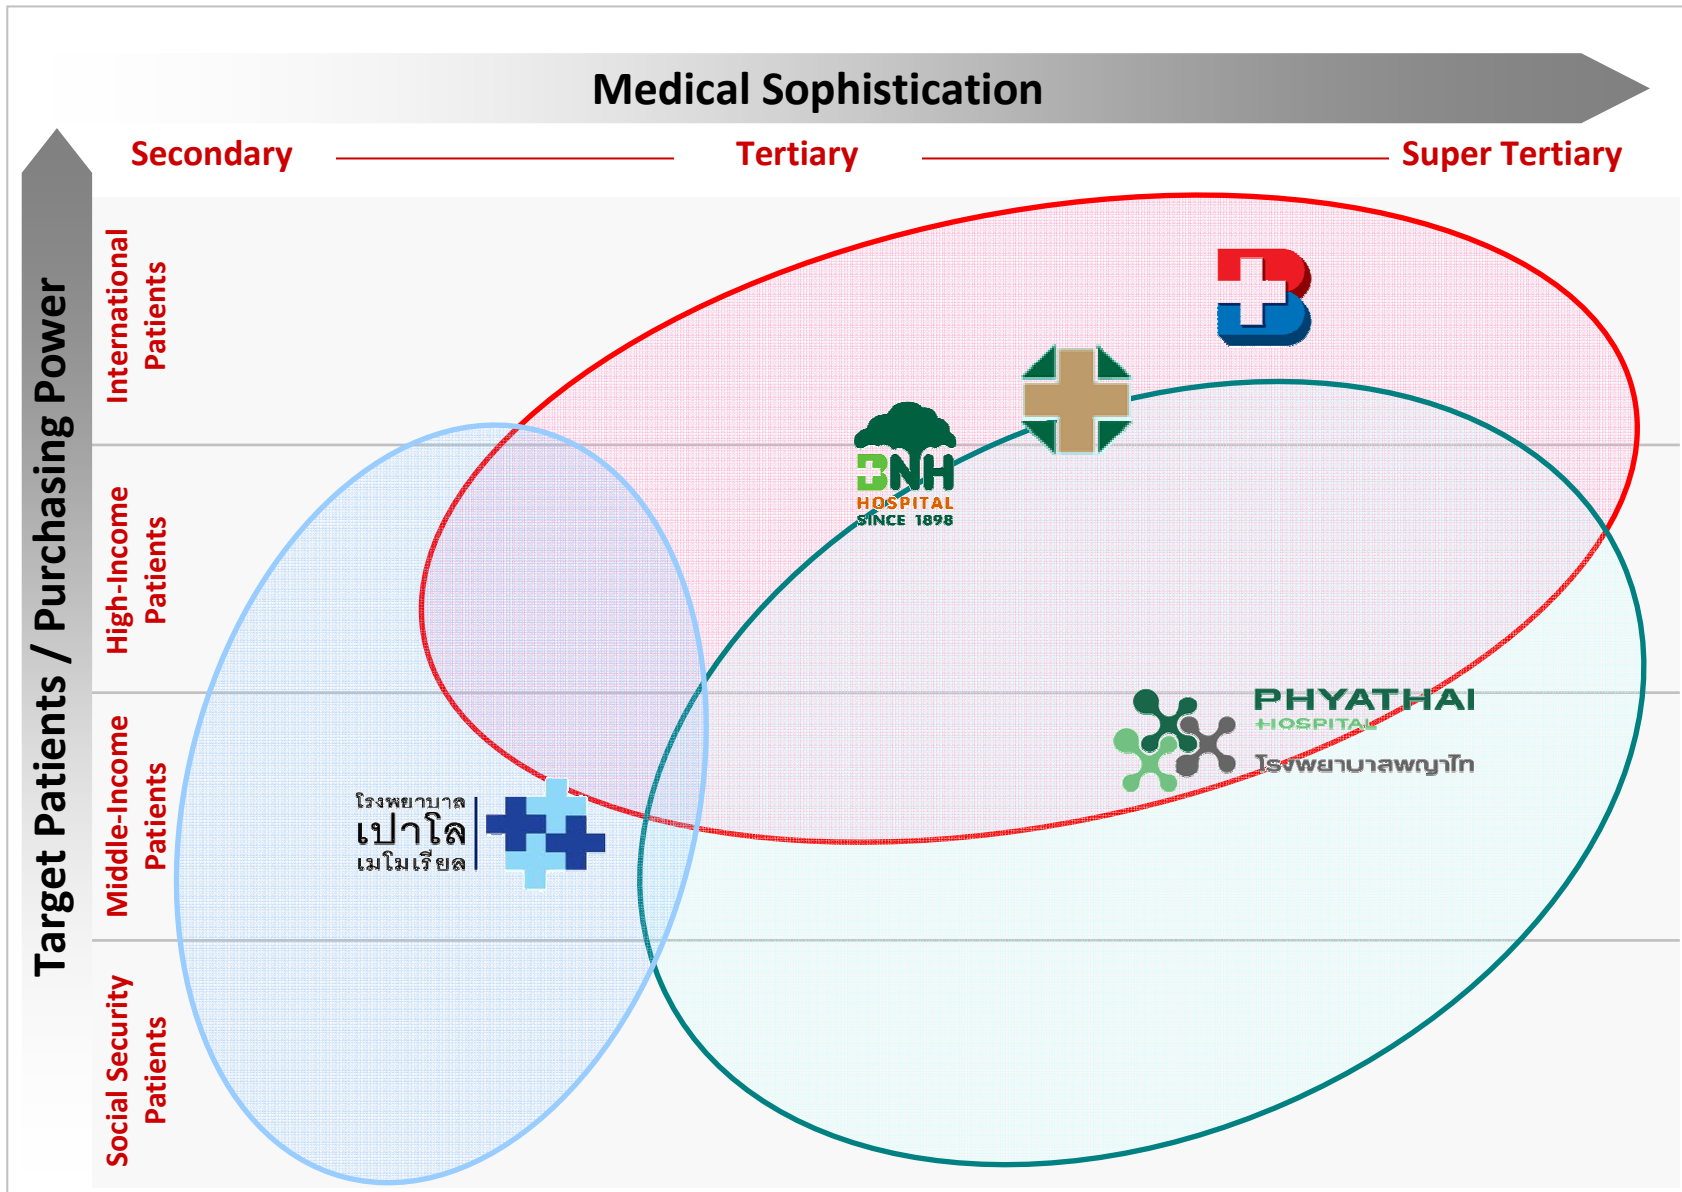 Medical Sophistication
Secondary
Tertiary
Super Tertiary
Target Patients / Purchasing Power
International
Patients
High-Income
Patients
Middle-Income
Patients
Social Security
Patients
BNH
HOSPITAL
SINCE 1898
PHYATHAI
HOSPITAL
โรงพยาบาลพญาไท
โรงพยาบาล
เปาโล
เมโมเรียล